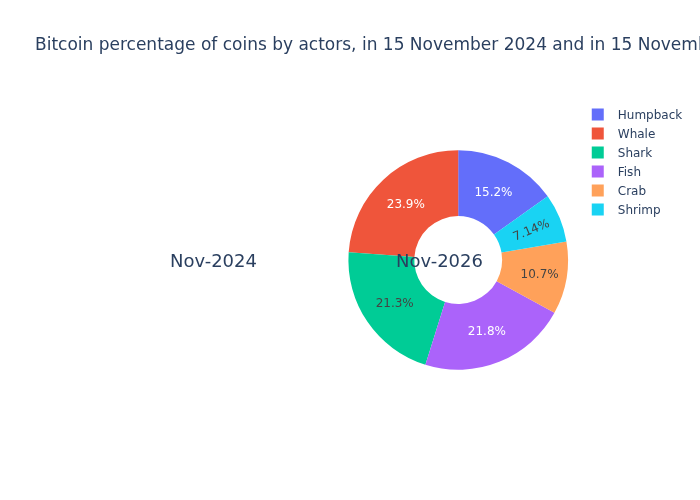 Bitcoin percentage of coins by actors, in 15 November 2024 and in 15
Humpback
Whale
Shark
Fish
Crab
Shrimp
15.2%
23.9%
7.14%
Nov-2024
Nov-2026
10.7%
21.3%
21.8%